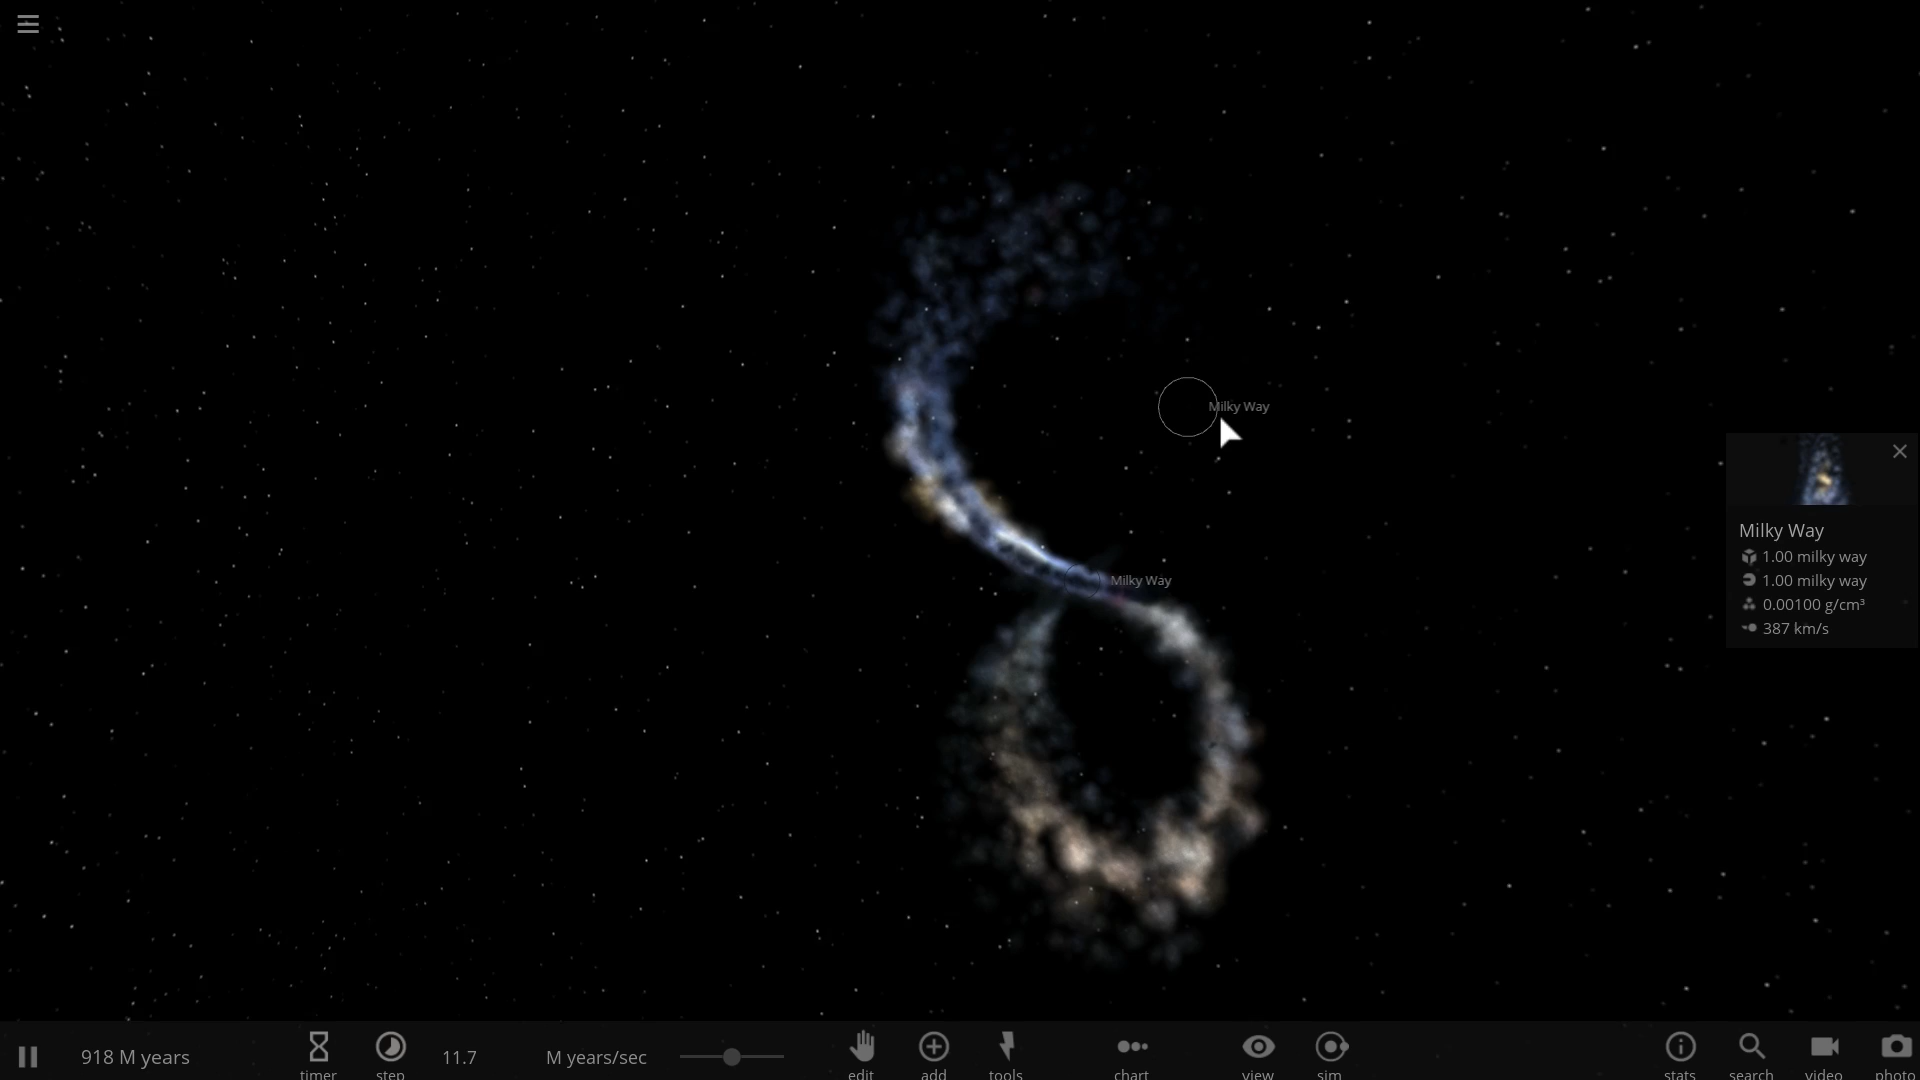 Milky Way
Milky Way
Milky Way
1.00 milky way
1.00 milky way
0.00100 g/cm³
387 km/s
918 M years
timer
step
11.7
M years/sec
edit
add
tools
chart
view
sim
stats
search
video
photo